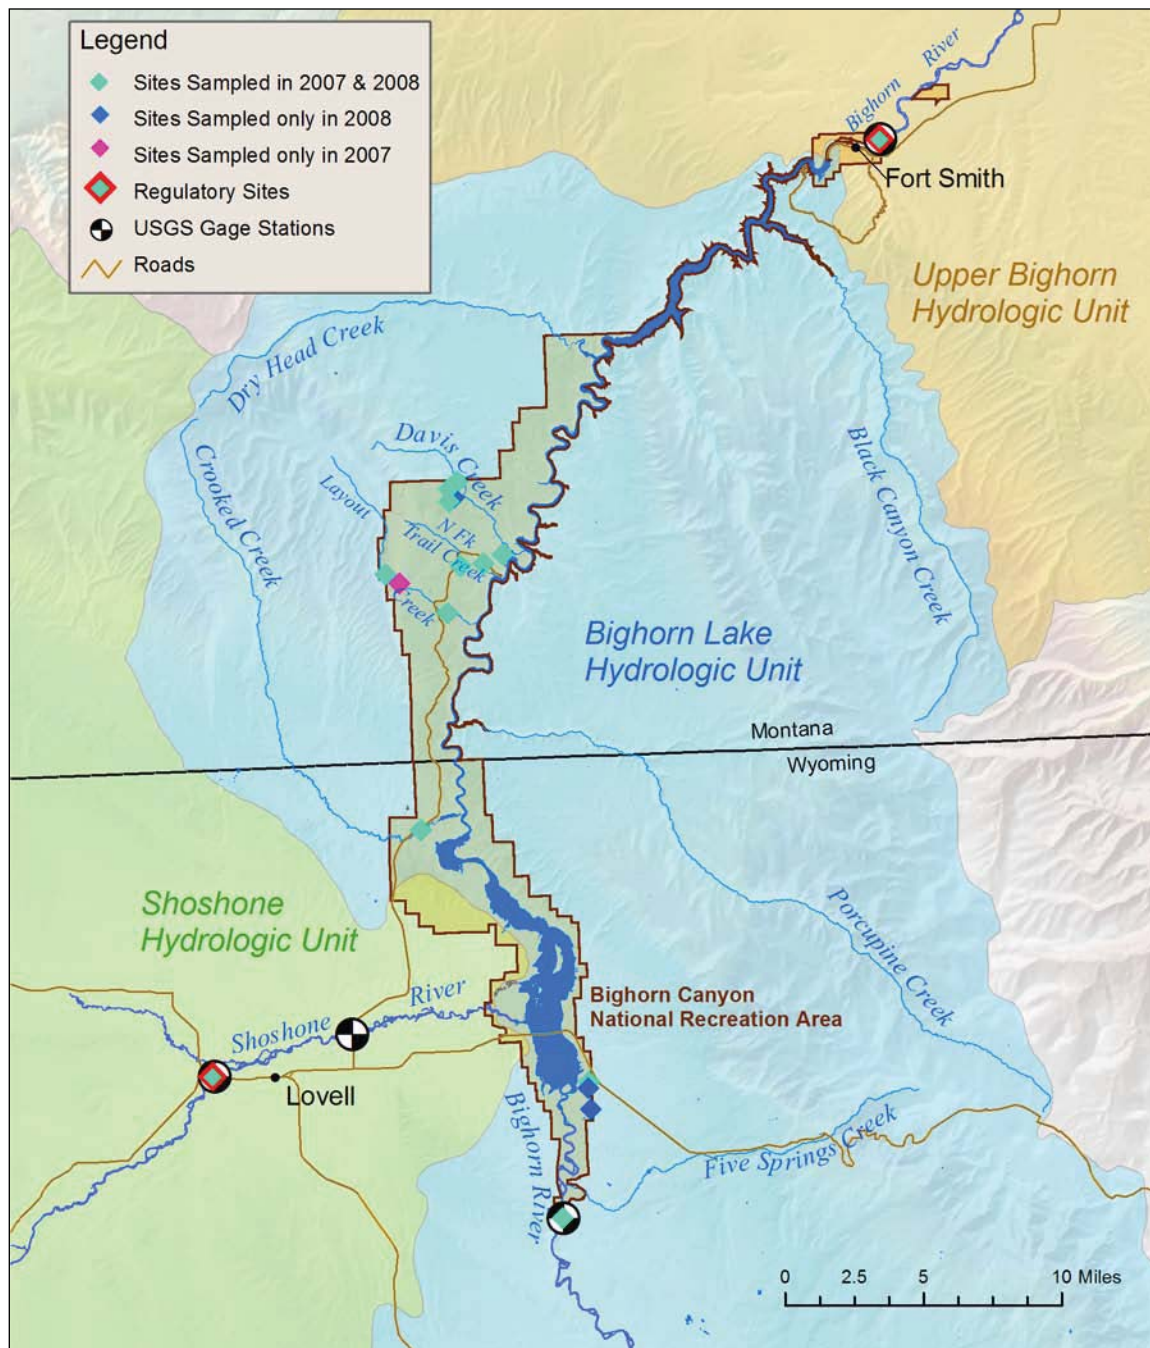 Legend
Sites Sampled in 2007 & 2008
Sites Sampled only in 2008
Sites Sampled only in 2007
Regulatory Sites
USGS Gage Stations
Roads
Bighorn River
Fort Smith
Upper Bighorn
Hydrologic Unit
Dry Head Creek
Davis Creek
Crooked Creek
Layout
N Fk
Trail Creek
Creek
Black Canyon Creek
Bighorn Lake
Hydrologic Unit
Montana
Wyoming
Shoshone
Hydrologic Unit
Porcupine Creek
Bighorn Canyon
National Recreation Area
Shoshone River
Lovell
Bighorn River
Five Springs Creek
0 2.5 5 10 Miles